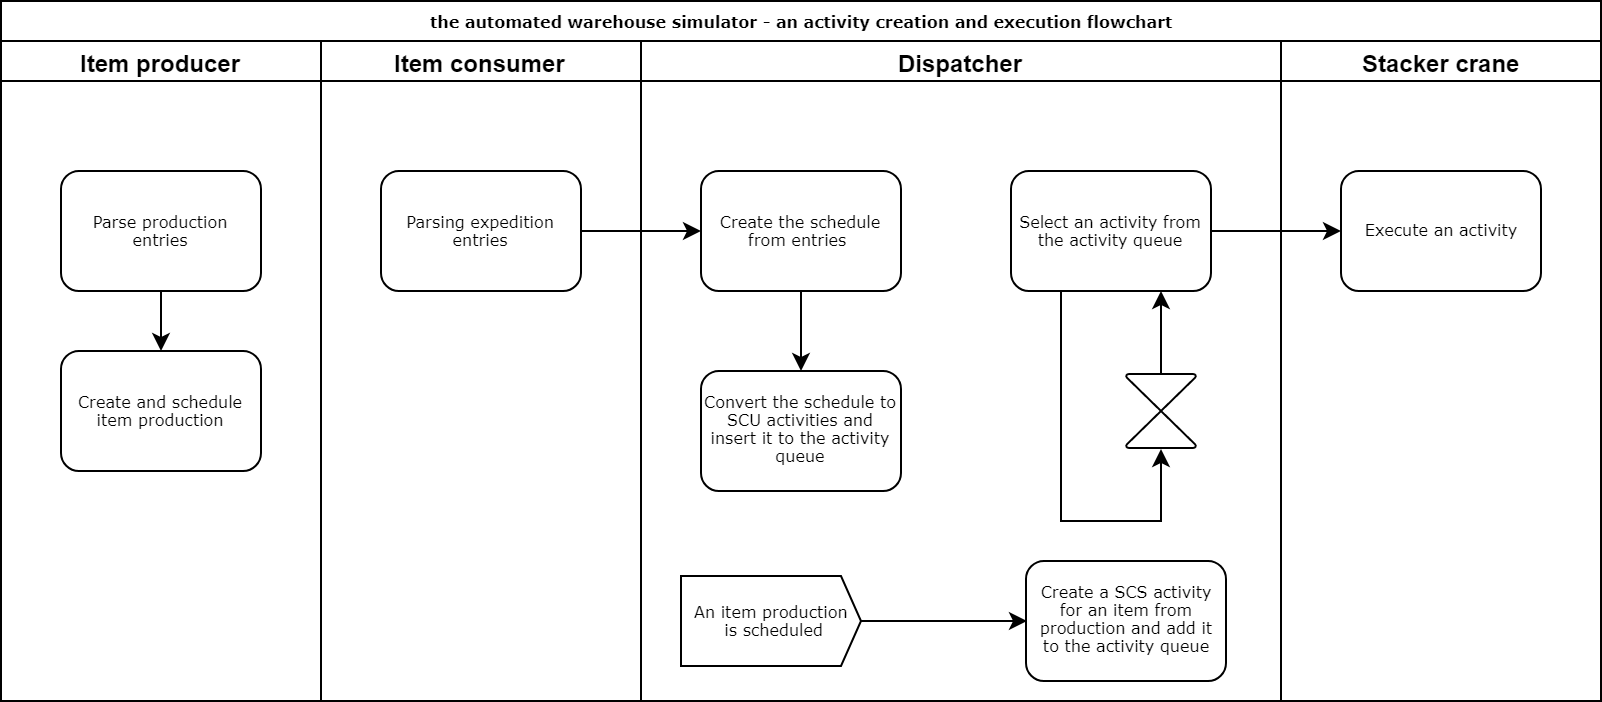 the automated warehouse simulator - an activity creation and execution flowchart
Item producer
Item consumer
Dispatcher
Stacker crane
Parse production
entries
Create and schedule
item production
Parsing expedition
entries
Create the schedule
from entries
Convert the schedule to
SCU activities and
insert it to the activity
queue
Select an activity from
the activity queue
Execute an activity
An item production
is scheduled
Create a SCS activity
for an item from
production and add it
to the activity queue